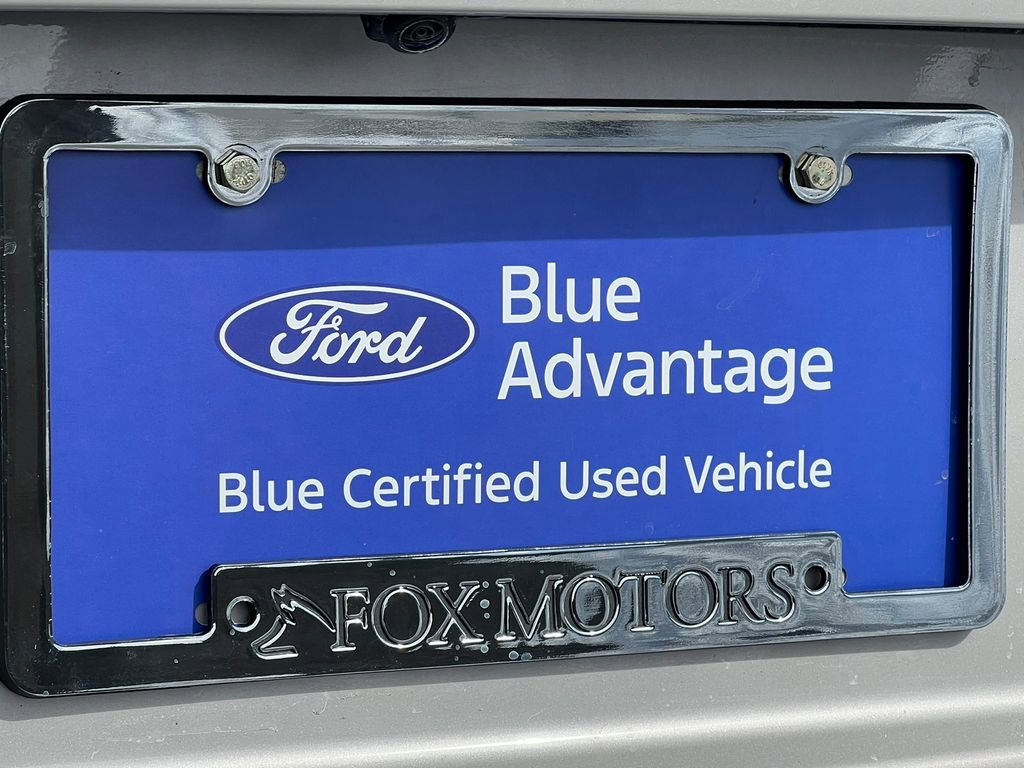 Ford
Blue
Advantage
Blue Certified Used Vehicle
FOX MOTORS